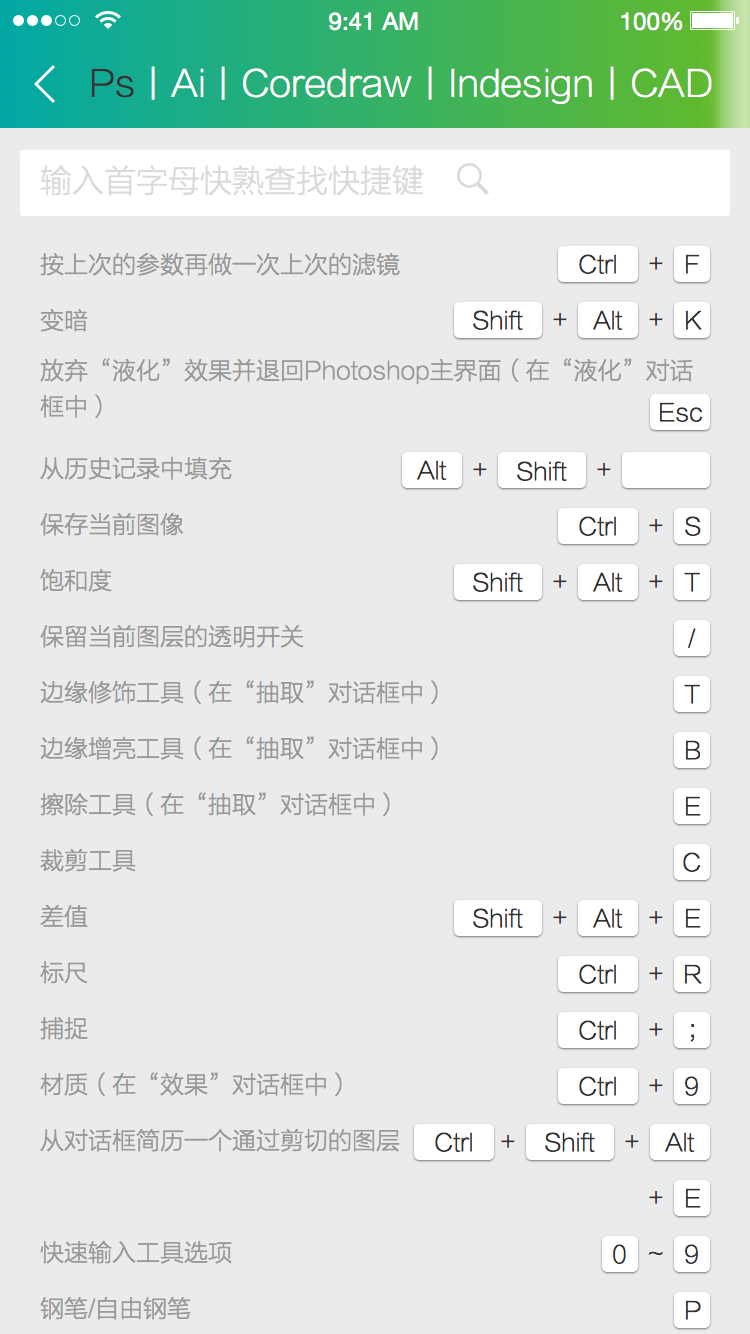 9:41 AM 100%
Ps | Ai | Coredraw | Indesign | CAD
输入首字母快熟查找快捷键
按上次的参数再做一次上次的滤镜 Ctrl + F
变暗 Shift + Alt + K
放弃“液化”效果并退回Photoshop主界面（在“液化”对话
框中） Esc
从历史记录中填充 Alt + Shift +
保存当前图像 Ctrl + S
饱和度 Shift + Alt + T
保留当前图层的透明开关 /
边缘修饰工具（在“抽取”对话框中） T
边缘增亮工具（在“抽取”对话框中） B
擦除工具（在“抽取”对话框中） E
裁剪工具 C
差值 Shift + Alt + E
标尺 Ctrl + R
捕捉 Ctrl + ;
材质（在“效果”对话框中） Ctrl + 9
从对话框简历一个通过剪切的图层 Ctrl + Shift + Alt
+ E
快速输入工具选项 0 ~ 9
钢笔/自由钢笔 P